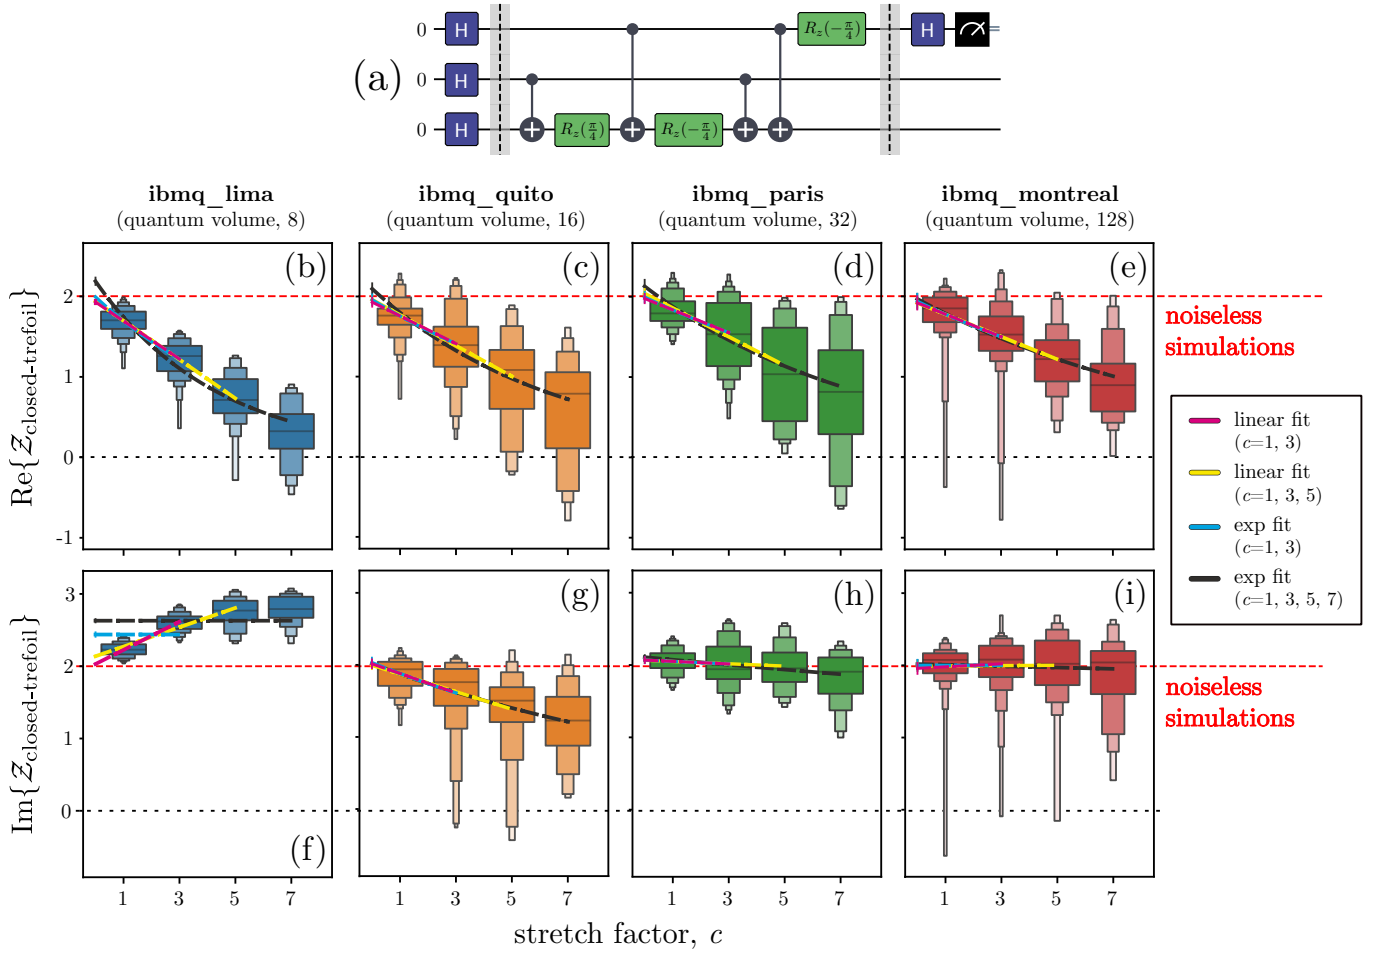 (a)
0 H R_z(-π/4) H
0 H
0 H R_z(π/4) R_z(-π/4)
ibmq_lima
(quantum volume, 8)
ibmq_quito
(quantum volume, 16)
ibmq_paris
(quantum volume, 32)
ibmq_montreal
(quantum volume, 128)
Re{𝒵closed-trefoil}
2
1
0
-1
(b)
(c)
(d)
(e)
noiseless
simulations
linear fit
(c=1, 3)
linear fit
(c=1, 3, 5)
exp fit
(c=1, 3)
exp fit
(c=1, 3, 5, 7)
Im{𝒵closed-trefoil}
3
2
1
0
(f)
(g)
(h)
(i)
noiseless
simulations
1 3 5 7
1 3 5 7
1 3 5 7
1 3 5 7
stretch factor, c